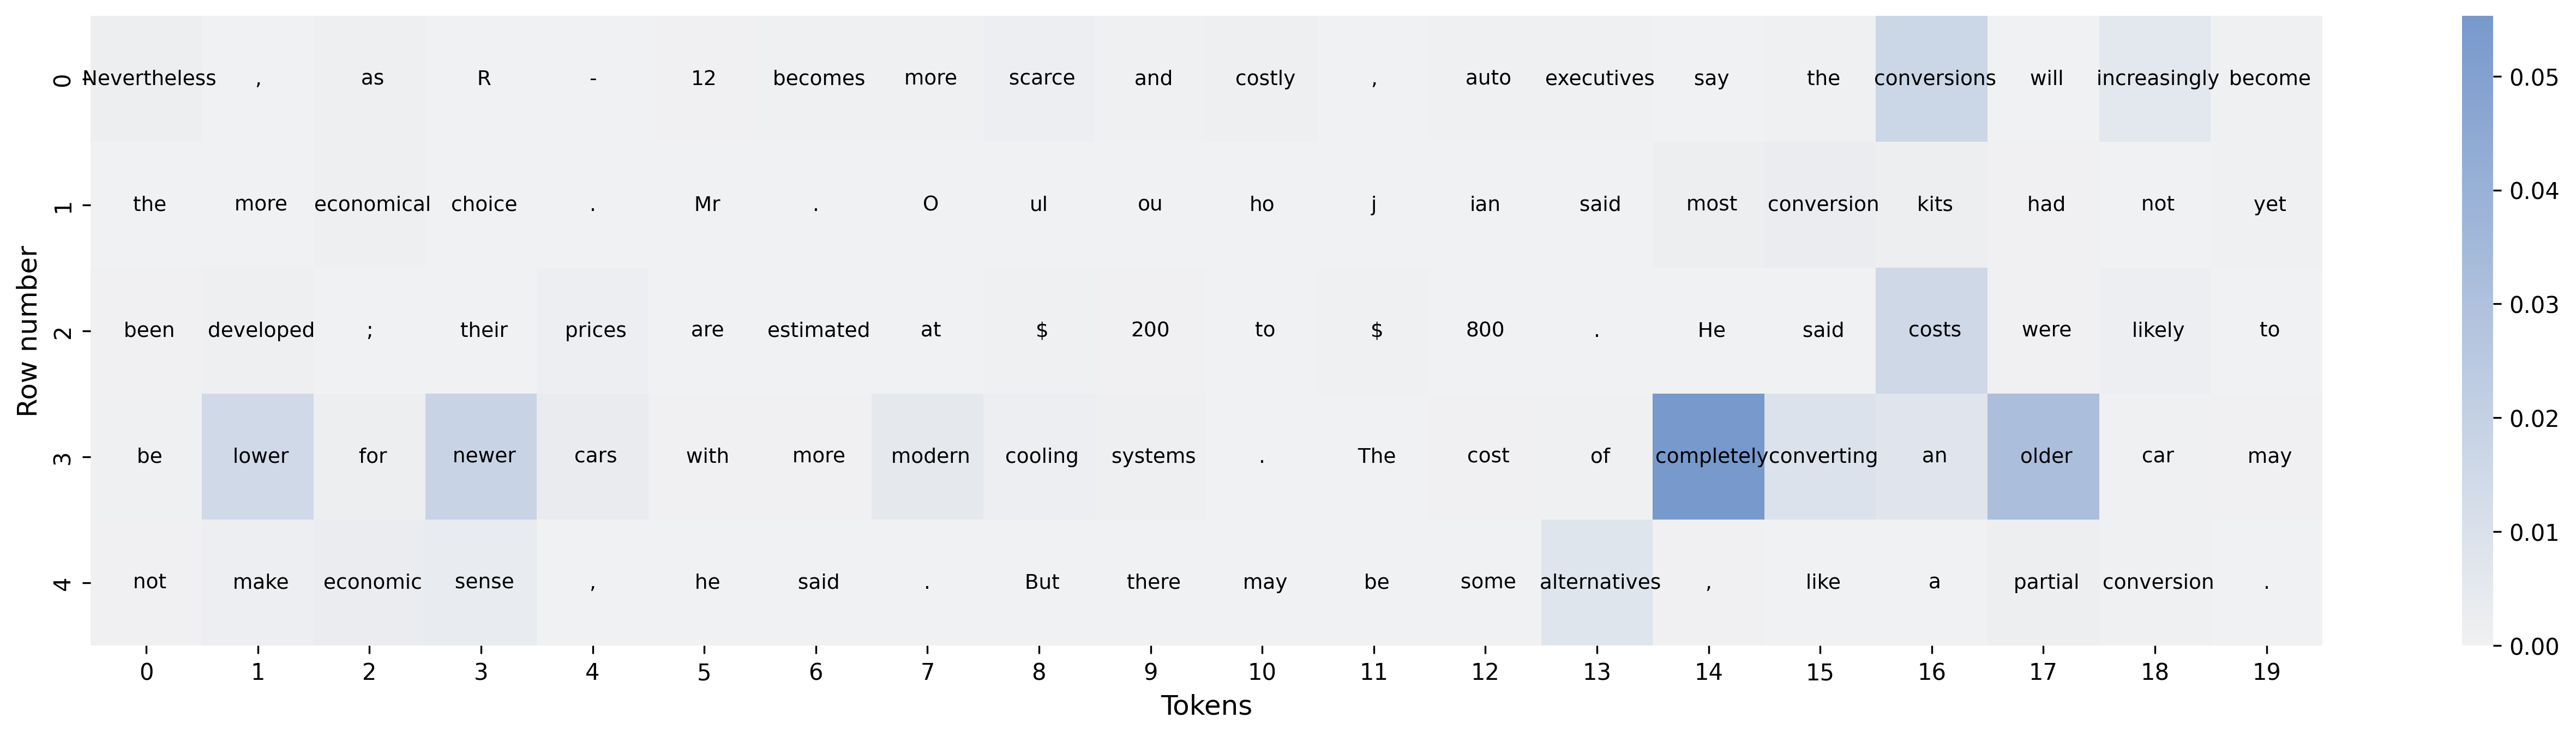 0 Nevertheless , as R - 12 becomes more scarce and costly , auto executives say the conversions will increasingly become 0.05
1 the more economical choice . Mr . O ul ou ho j ian said most conversion kits had not yet 0.04
2 been developed ; their prices are estimated at $ 200 to $ 800 . He said costs were likely to 0.03
3 be lower for newer cars with more modern cooling systems . The cost of completely converting an older car may 0.02
4 not make economic sense , he said . But there may be some alternatives , like a partial conversion . 0.01
0.00
Row number
0 1 2 3 4 5 6 7 8 9 10 11 12 13 14 15 16 17 18 19
Tokens